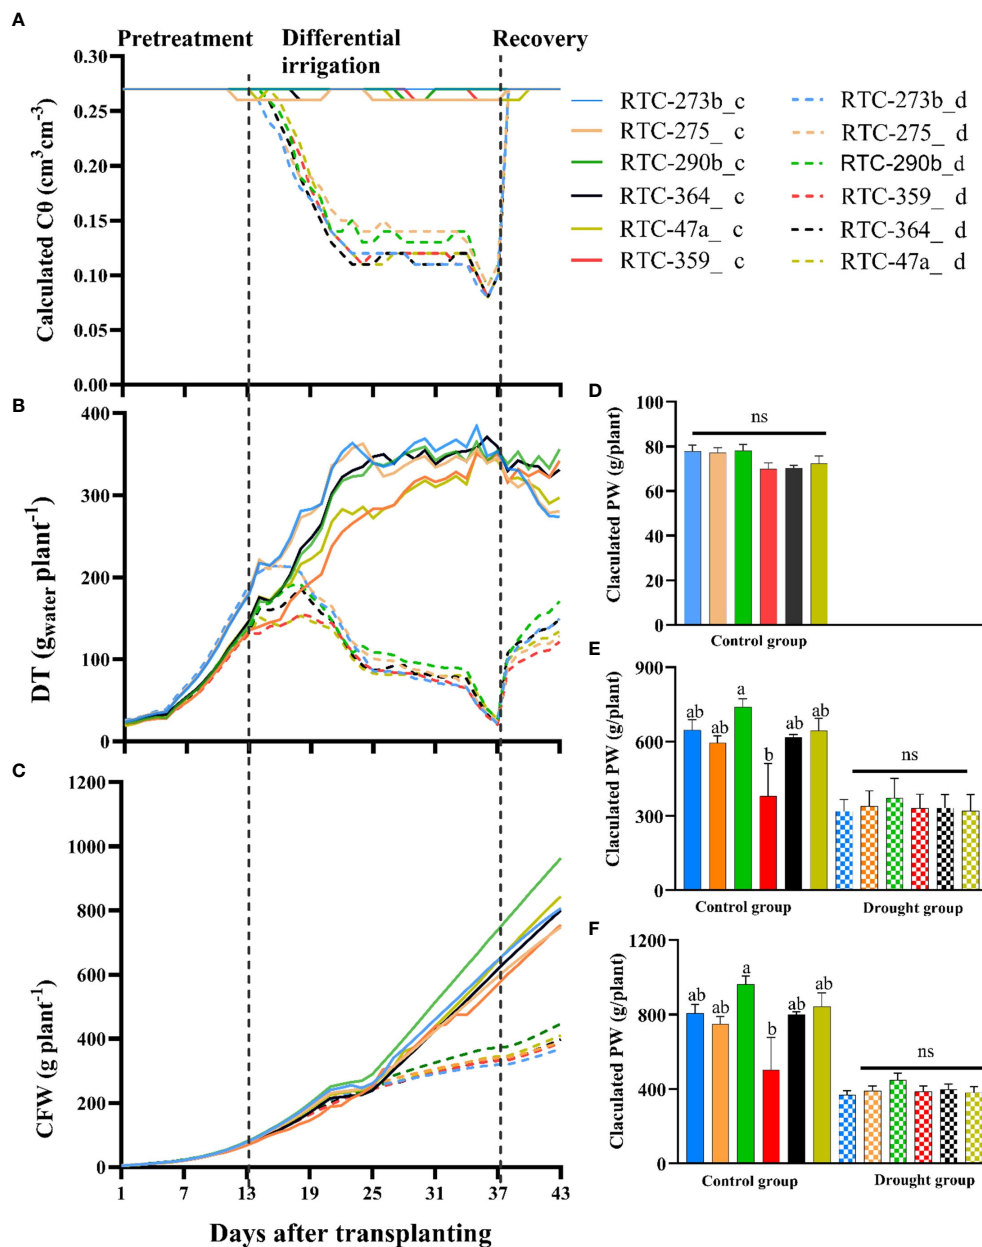 A
Pretreatment
Differential
irrigation
Recovery
Calculated Cθ (cm³cm⁻³)
0.30
0.25
0.20
0.15
0.10
0.05
0.00
RTC-273b_c
RTC-275_ c
RTC-290b_c
RTC-364_ c
RTC-47a_ c
RTC-359_ c
RTC-273b_d
RTC-275_ d
RTC-290b_d
RTC-359_ d
RTC-364_ d
RTC-47a_ d
B
DT (g_water plant⁻¹)
400
300
200
100
0
C
CFW (g plant⁻¹)
1200
1000
800
600
400
200
0
1 7 13 19 25 31 37 43
Days after transplanting
D
Claculated PW (g/plant)
100
80
60
40
20
0
ns
Control group
E
Claculated PW (g/plant)
900
600
300
0
ab ab a b ab ab
ns
Control group Drought group
F
Claculated PW (g/plant)
1200
800
400
0
ab ab a b ab ab
ns
Control group Drought group